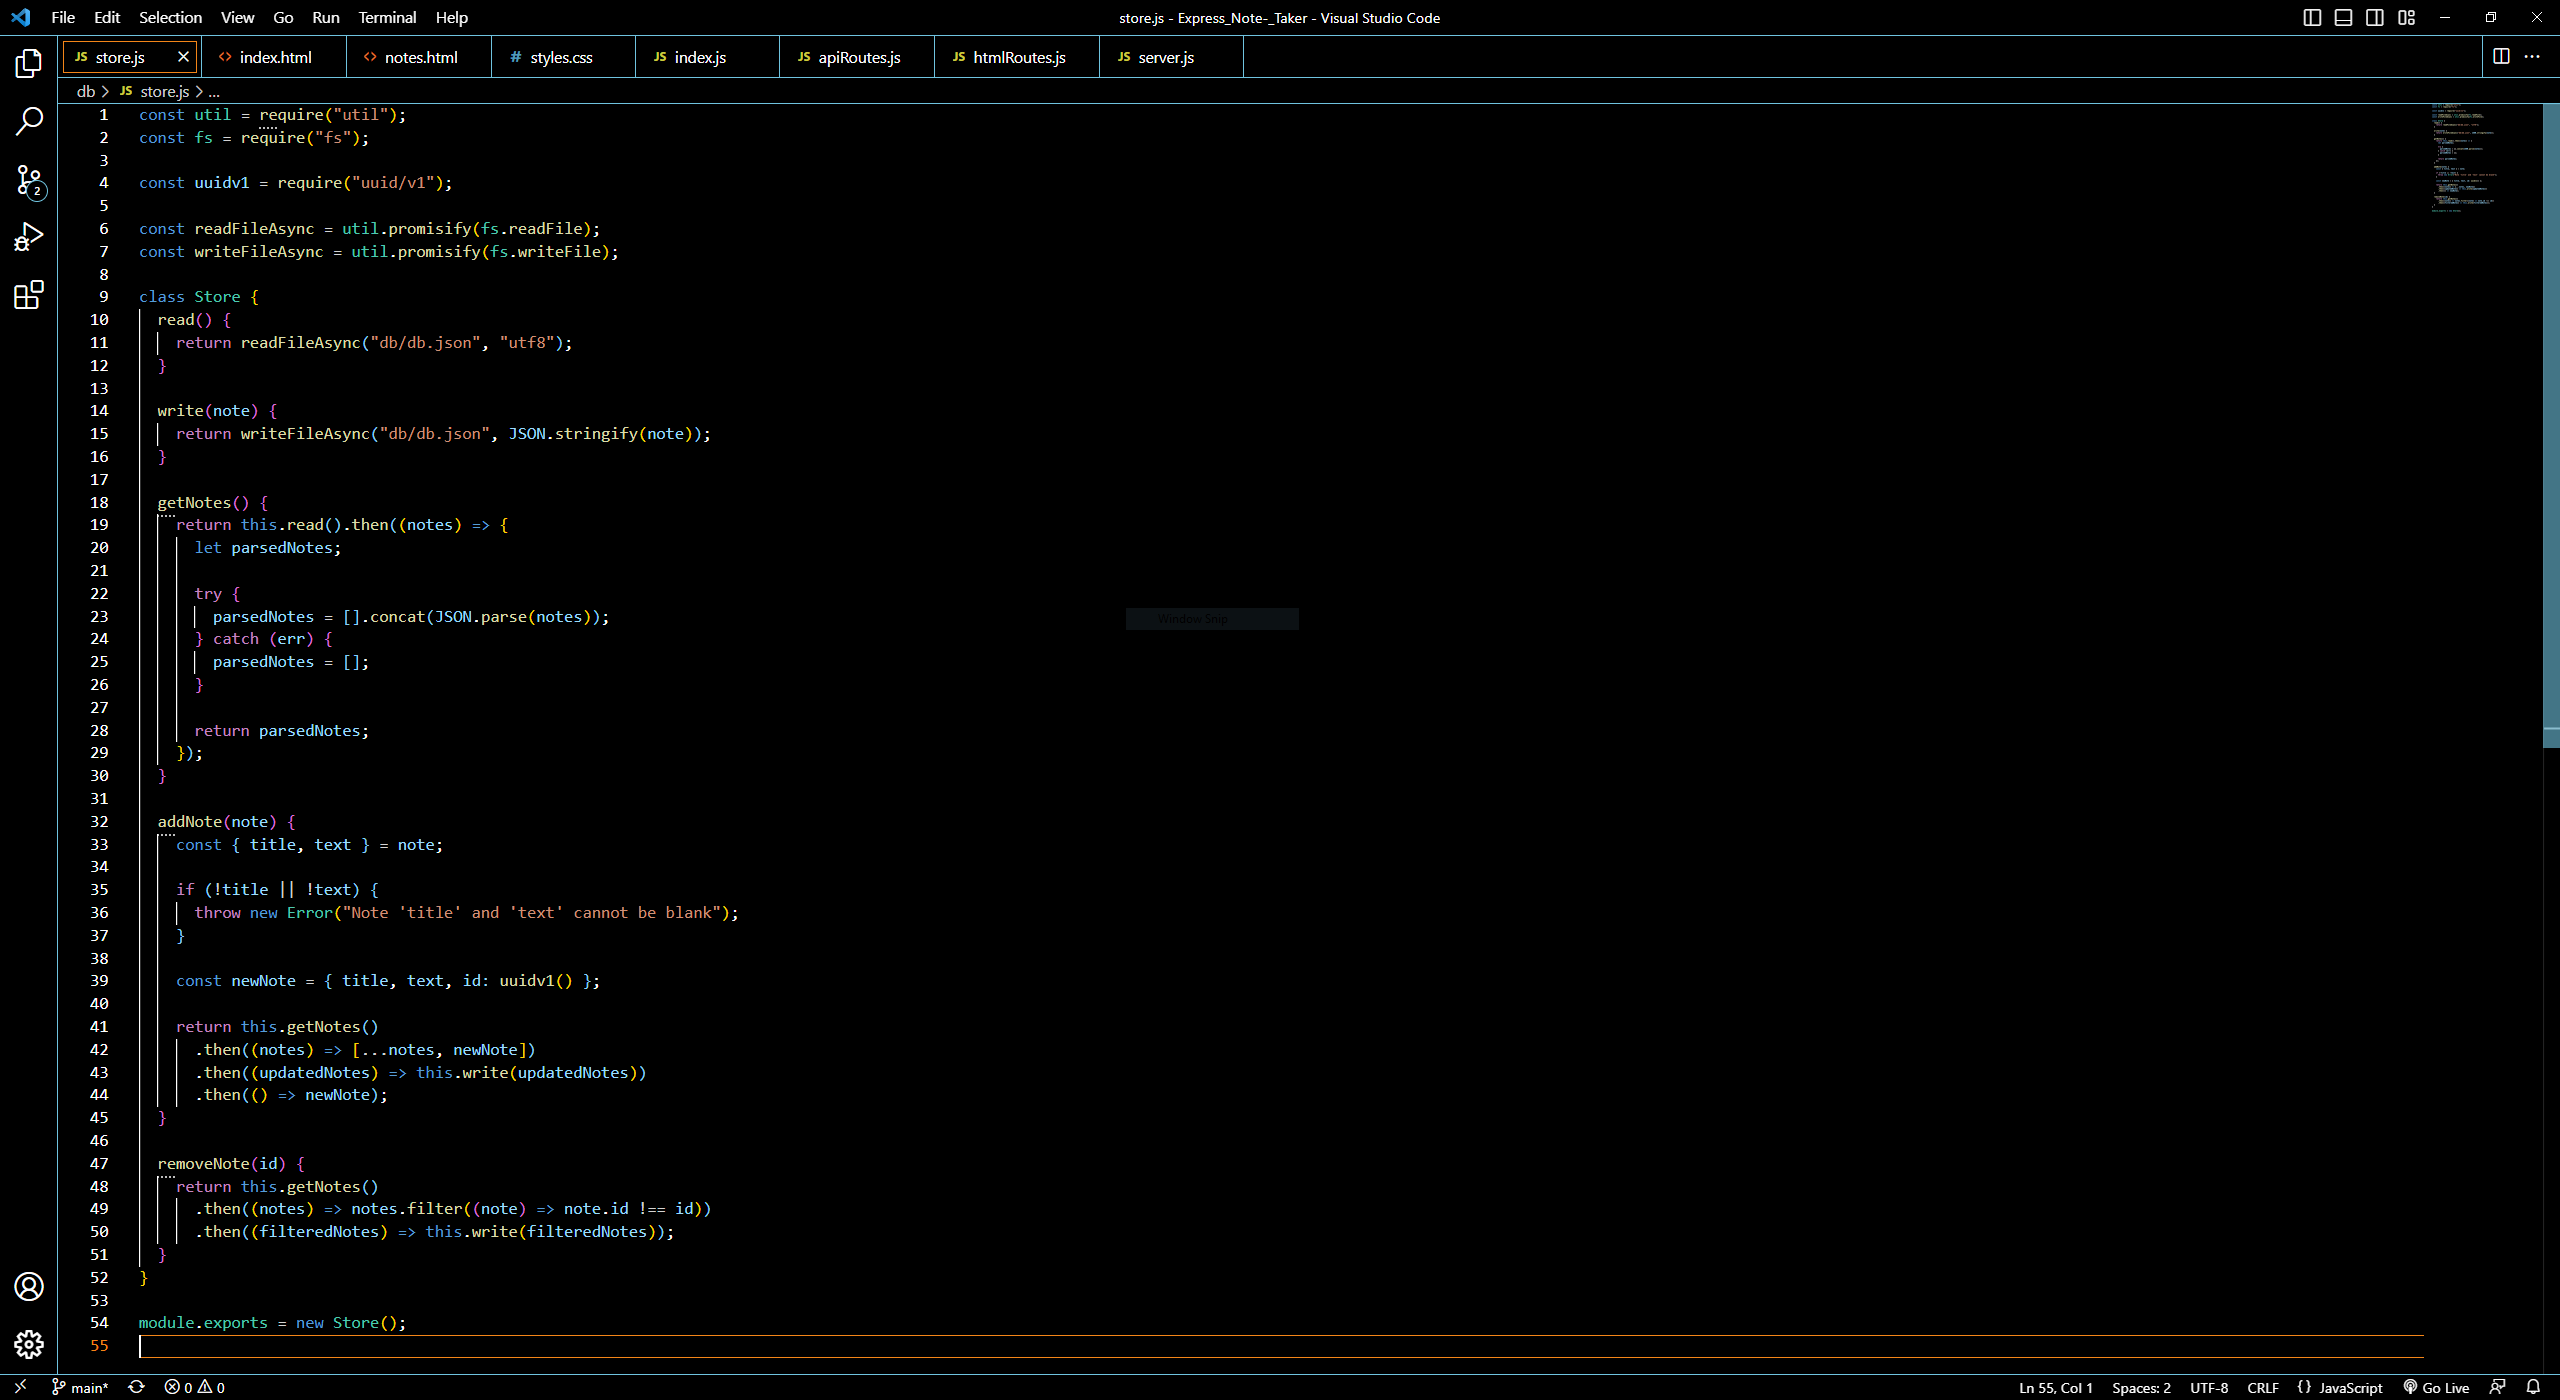 File Edit Selection View Go Run Terminal Help
store.js - Express_Note-_Taker - Visual Studio Code
JS store.js
<> index.html
<> notes.html
# styles.css
JS index.js
JS apiRoutes.js
JS htmlRoutes.js
JS server.js
db > JS store.js > ...
2
1 const util = require("util");
2 const fs = require("fs");
3
4 const uuidv1 = require("uuid/v1");
5
6 const readFileAsync = util.promisify(fs.readFile);
7 const writeFileAsync = util.promisify(fs.writeFile);
8
9 class Store {
10   read() {
11     return readFileAsync("db/db.json", "utf8");
12   }
13
14   write(note) {
15     return writeFileAsync("db/db.json", JSON.stringify(note));
16   }
17
18   getNotes() {
19     return this.read().then((notes) => {
20       let parsedNotes;
21
22       try {
23         parsedNotes = [].concat(JSON.parse(notes));
24       } catch (err) {
25         parsedNotes = [];
26       }
27
28       return parsedNotes;
29     });
30   }
31
32   addNote(note) {
33     const { title, text } = note;
34
35     if (!title || !text) {
36       throw new Error("Note 'title' and 'text' cannot be blank");
37     }
38
39     const newNote = { title, text, id: uuidv1() };
40
41     return this.getNotes()
42       .then((notes) => [...notes, newNote])
43       .then((updatedNotes) => this.write(updatedNotes))
44       .then(() => newNote);
45   }
46
47   removeNote(id) {
48     return this.getNotes()
49       .then((notes) => notes.filter((note) => note.id !== id))
50       .then((filteredNotes) => this.write(filteredNotes));
51   }
52 }
53
54 module.exports = new Store();
55
Window Snip
main* 0 0
Ln 55, Col 1 Spaces: 2 UTF-8 CRLF {} JavaScript Go Live